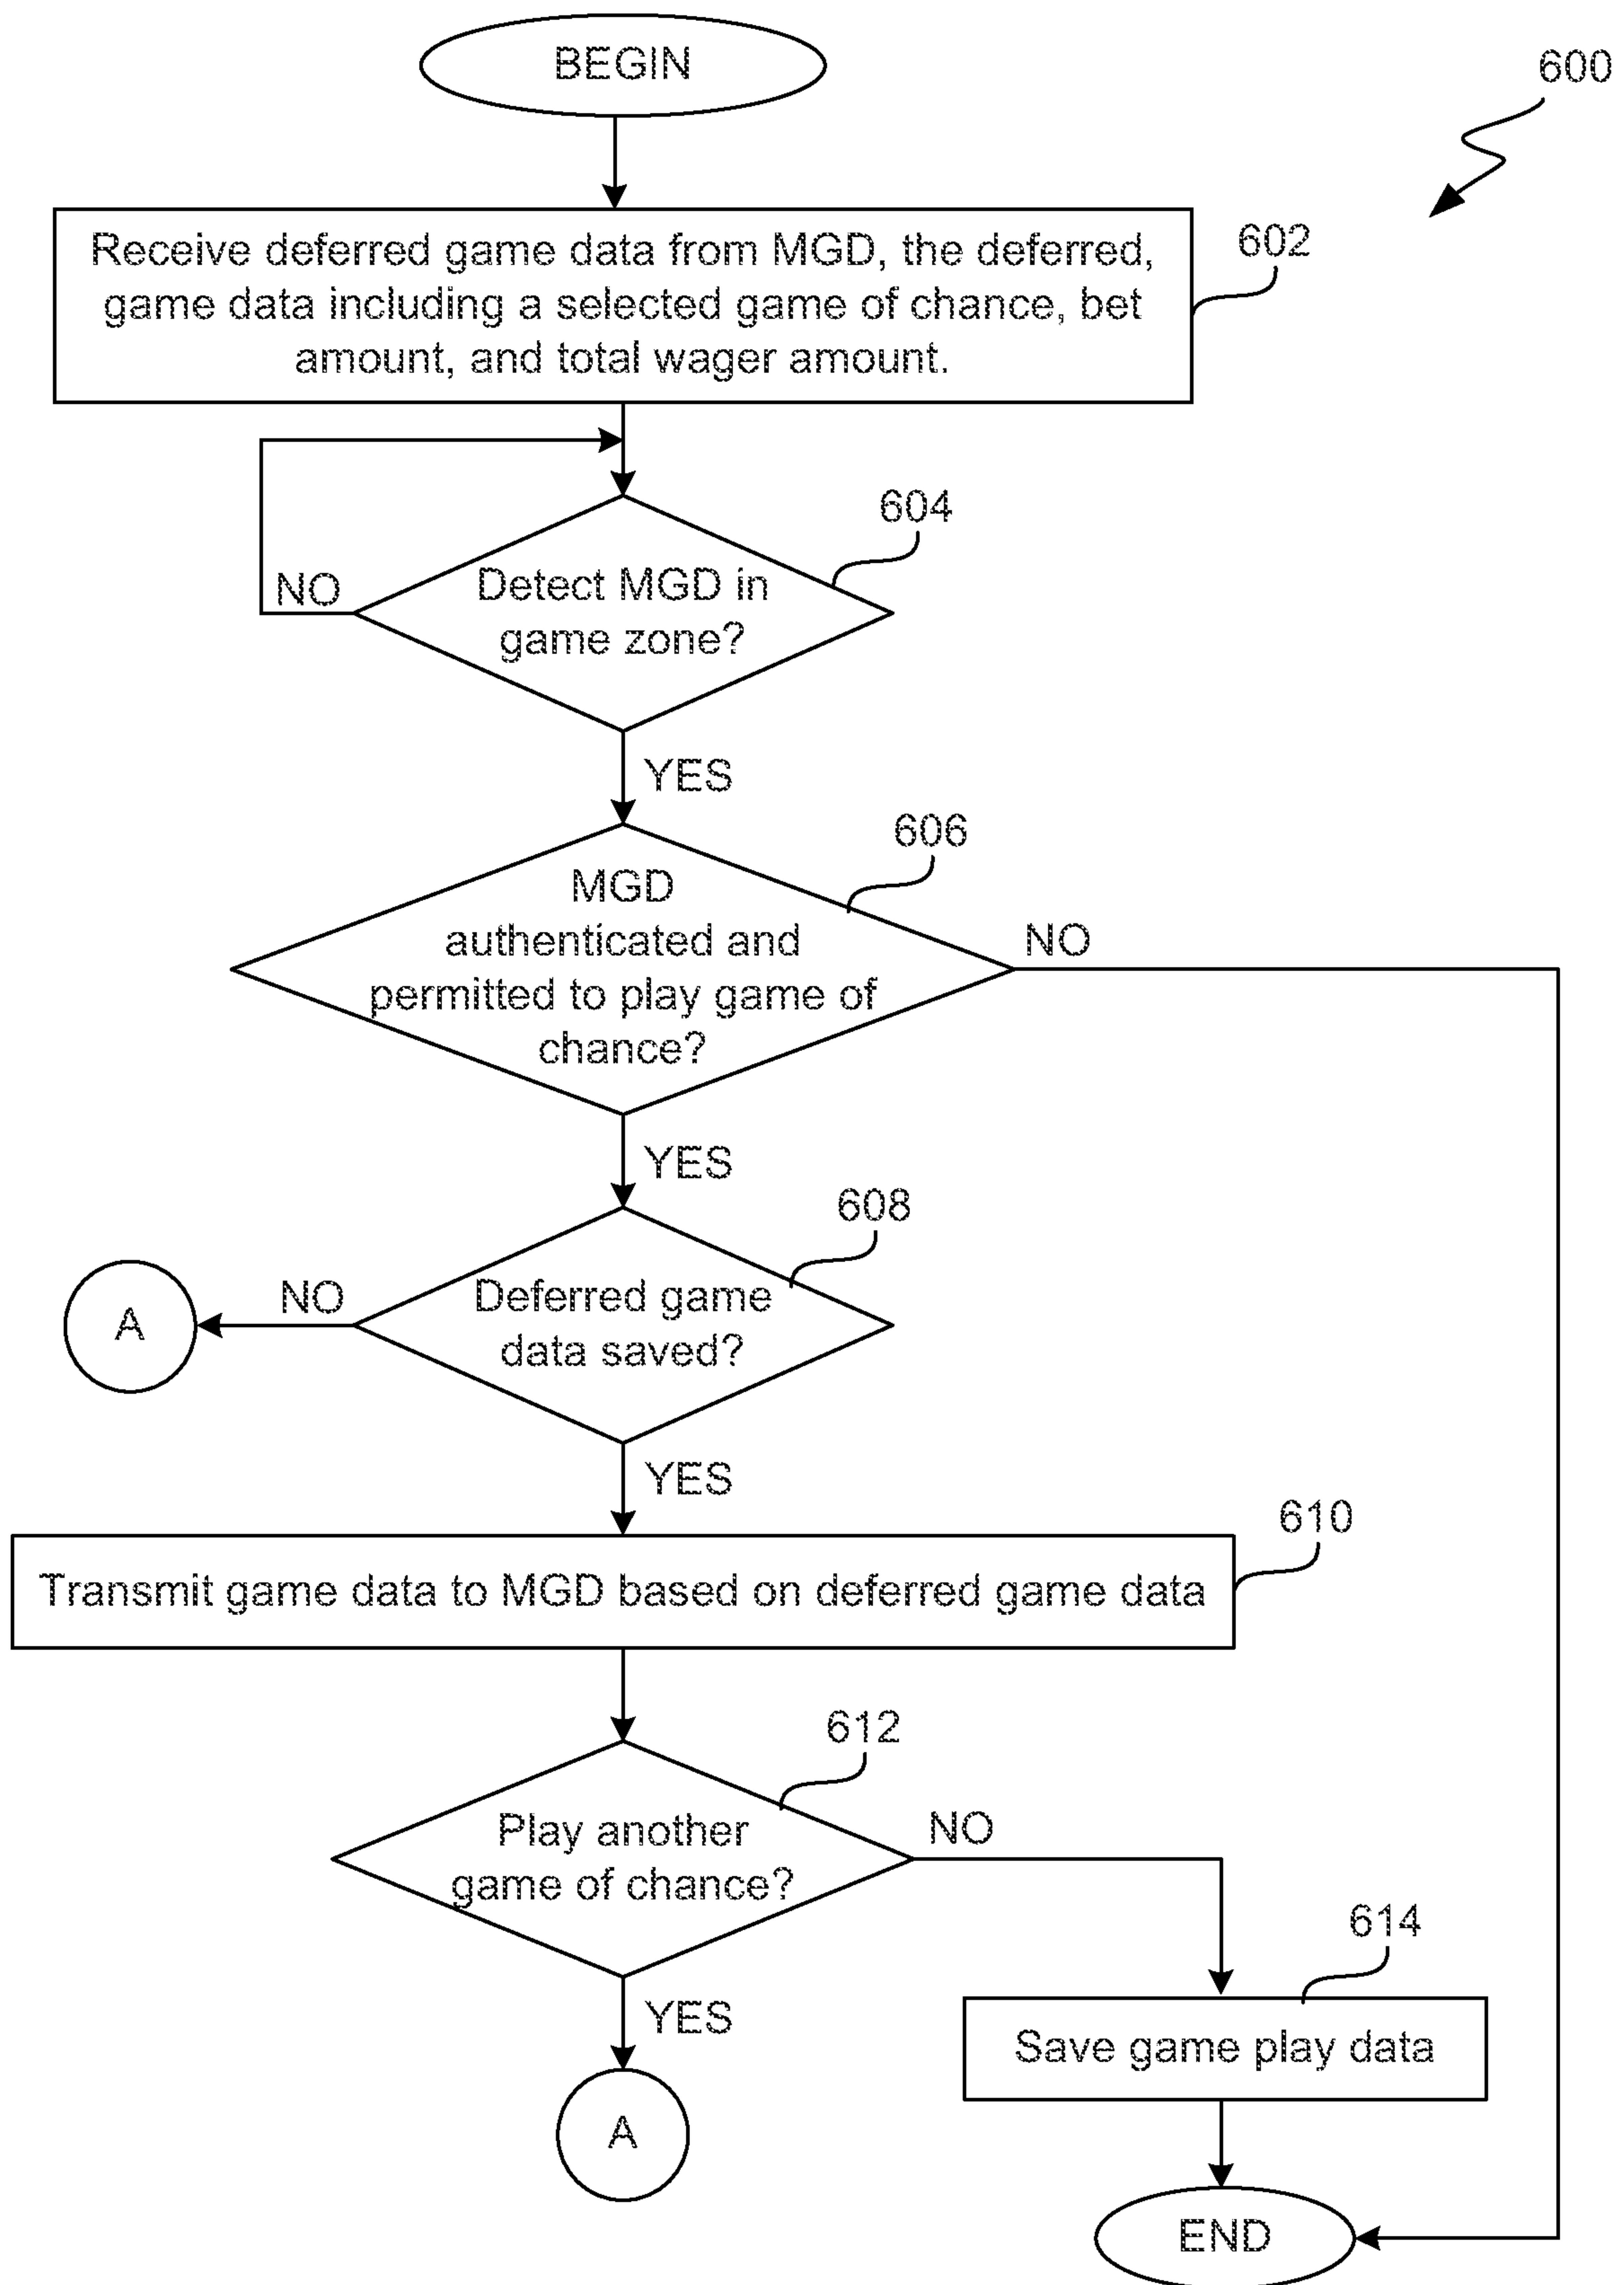 BEGIN
600
Receive deferred game data from MGD, the deferred,
game data including a selected game of chance, bet
amount, and total wager amount.
602
604
Detect MGD in
game zone?
NO
YES
606
MGD
authenticated and
permitted to play game of
chance?
NO
YES
608
Deferred game
data saved?
NO
A
YES
610
Transmit game data to MGD based on deferred game data
612
Play another
game of chance?
NO
614
YES
Save game play data
A
END